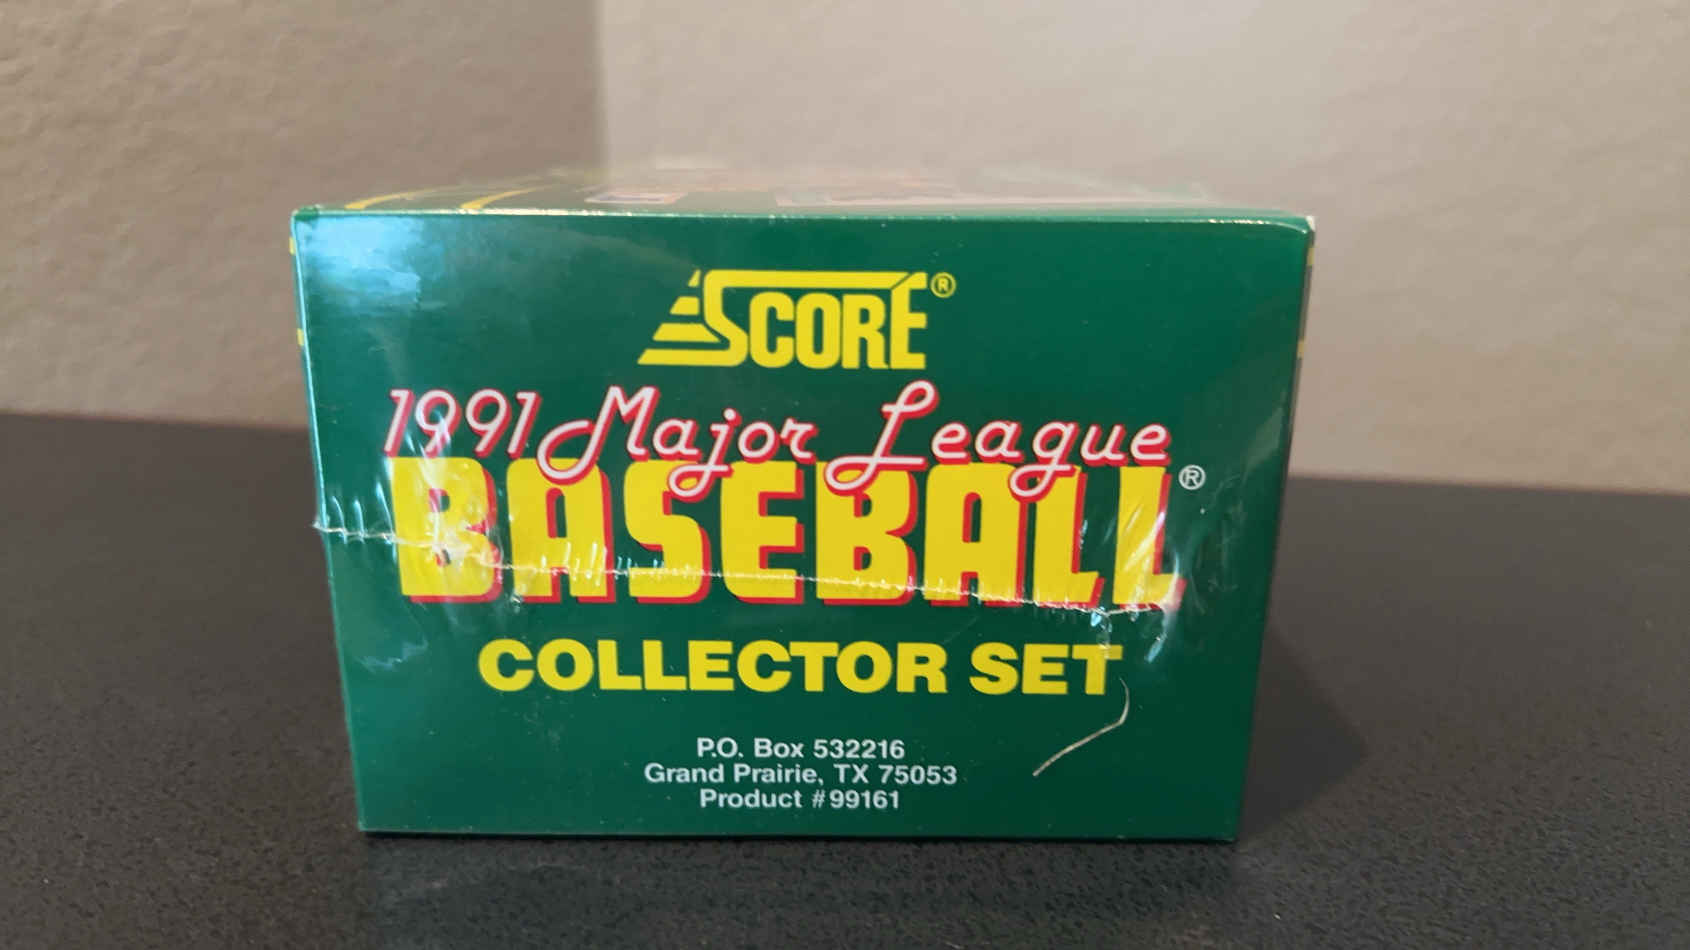 SCORE®
1991 Major League
BASEBALL®
COLLECTOR SET
P.O. Box 532216
Grand Prairie, TX 75053
Product #99161